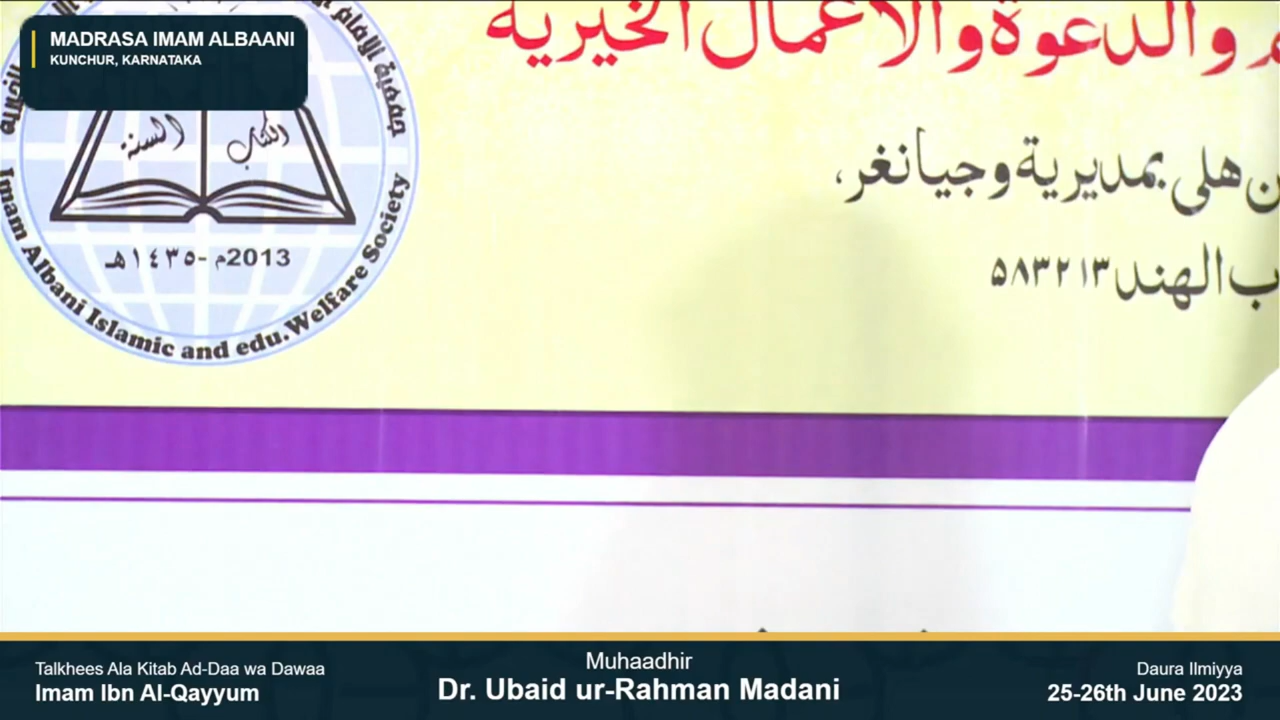 MADRASA IMAM ALBAANI
KUNCHUR, KARNATAKA
والدعوة والأعمال الخيرية
السنة
الكتاب
2013م -١٤٣٥هـ
Imam Albani Islamic and edu.Welfare Society
هلى بمديرية وجيانغر،
الهند ٥٨٣٢١٣
Talkhees Ala Kitab Ad-Daa wa Dawaa
Imam Ibn Al-Qayyum
Muhaadhir
Dr. Ubaid ur-Rahman Madani
Daura Ilmiyya
25-26th June 2023